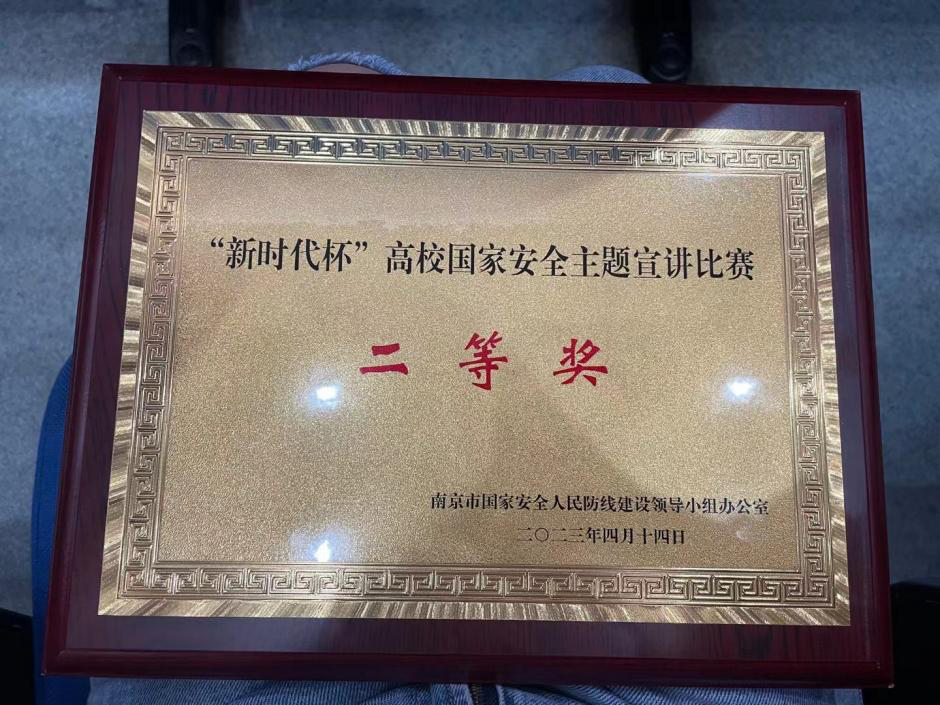 “新时代杯”高校国家安全主题宣讲比赛
二等奖
南京市国家安全人民防线建设领导小组办公室
二〇二三年四月十四日